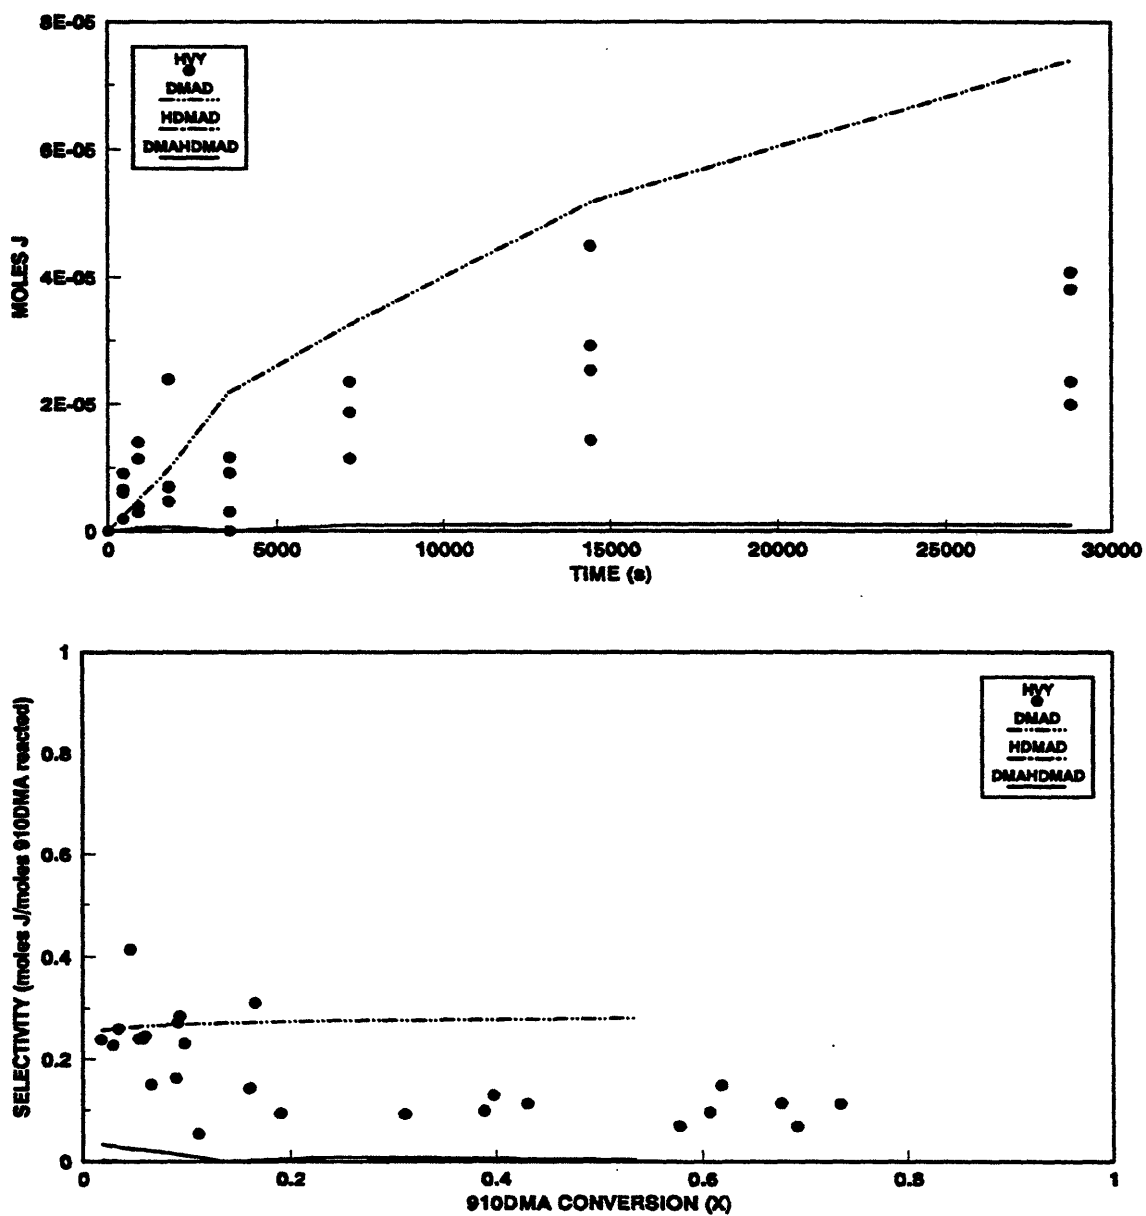 8E-05
HVY
DMAD
HDMAD
DMAHDMAD
6E-05
4E-05
2E-05
0
MOLES J
0 5000 10000 15000 20000 25000 30000
TIME (s)
1
HVY
DMAD
HDMAD
DMAHDMAD
0.8
0.6
0.4
0.2
0
SELECTIVITY (moles J/moles 910DMA reacted)
0 0.2 0.4 0.6 0.8 1
910DMA CONVERSION (X)